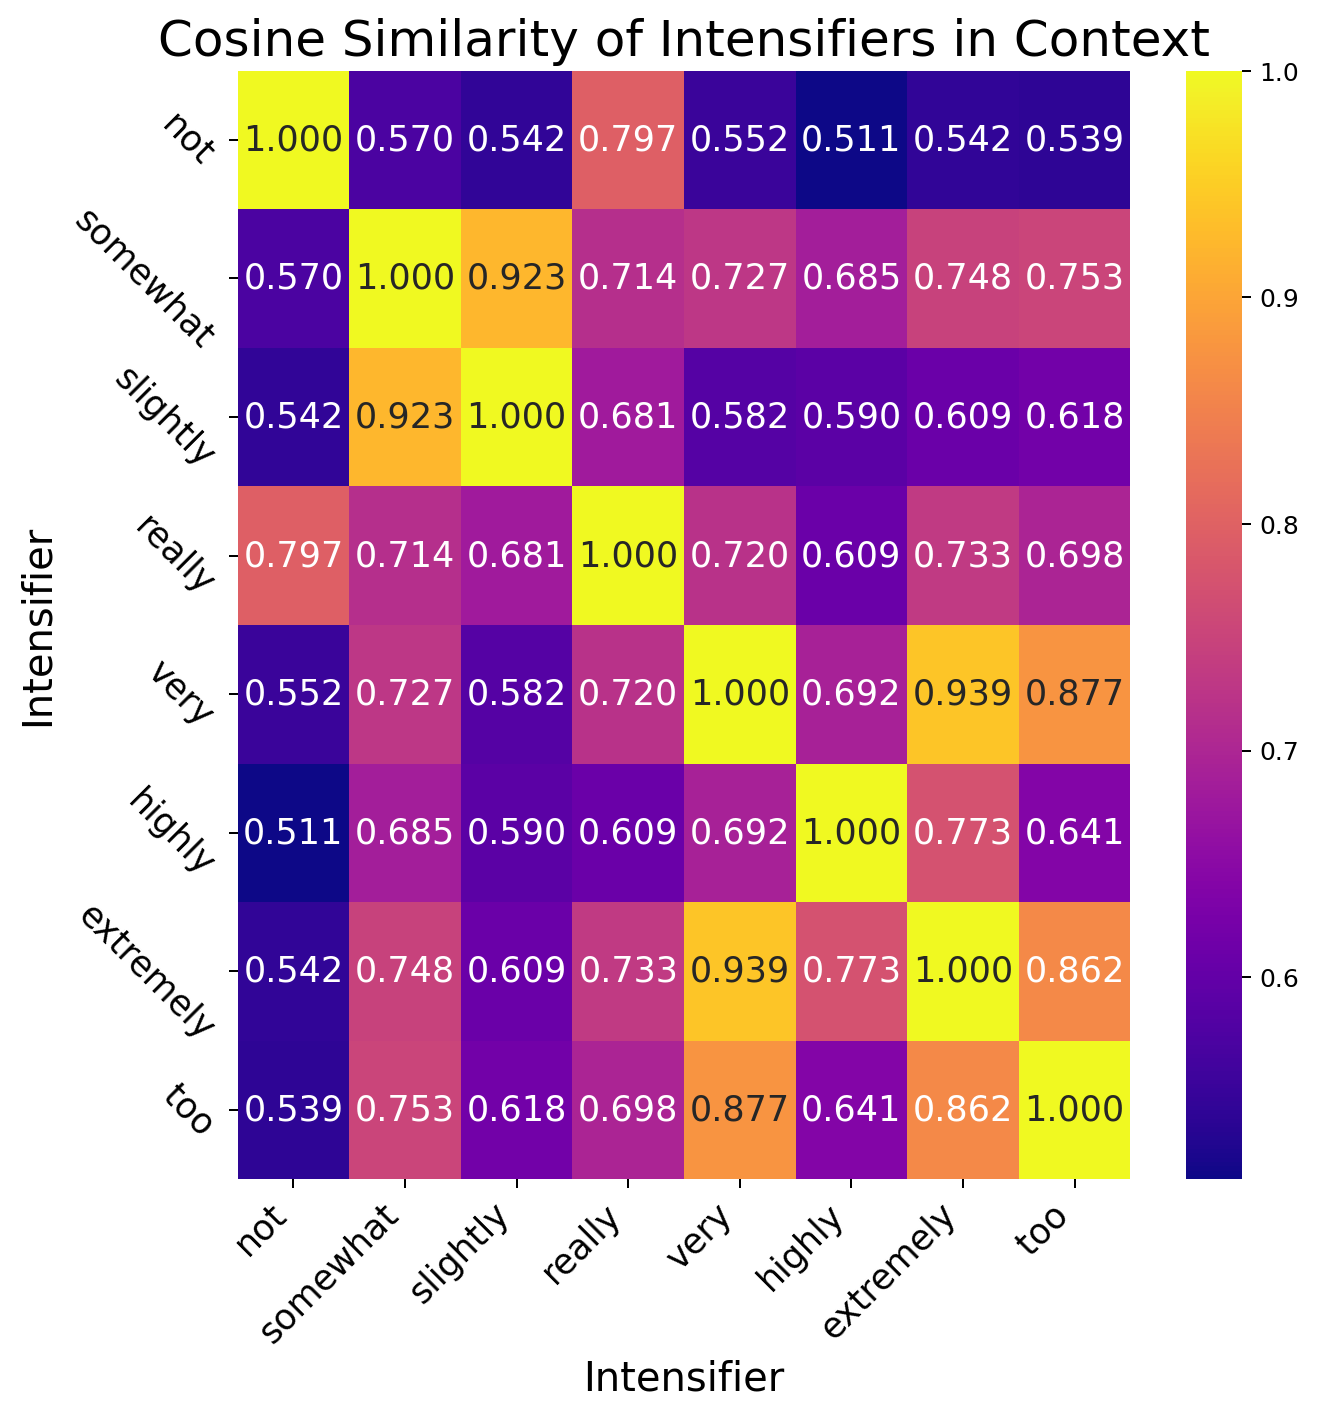 Cosine Similarity of Intensifiers in Context
not 1.000 0.570 0.542 0.797 0.552 0.511 0.542 0.539
somewhat 0.570 1.000 0.923 0.714 0.727 0.685 0.748 0.753
slightly 0.542 0.923 1.000 0.681 0.582 0.590 0.609 0.618
really 0.797 0.714 0.681 1.000 0.720 0.609 0.733 0.698
very 0.552 0.727 0.582 0.720 1.000 0.692 0.939 0.877
highly 0.511 0.685 0.590 0.609 0.692 1.000 0.773 0.641
extremely 0.542 0.748 0.609 0.733 0.939 0.773 1.000 0.862
too 0.539 0.753 0.618 0.698 0.877 0.641 0.862 1.000
Intensifier
not somewhat slightly really very highly extremely too
Intensifier
1.0
0.9
0.8
0.7
0.6